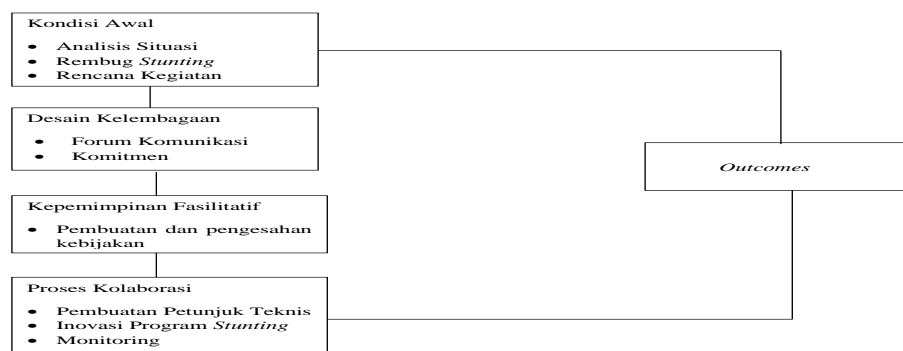 Kondisi Awal
• Analisis Situasi
• Rembug Stunting
• Rencana Kegiatan
Desain Kelembagaan
• Forum Komunikasi
• Komitmen
Kepemimpinan Fasilitatif
• Pembuatan dan pengesahan
kebijakan
Proses Kolaborasi
• Pembuatan Petunjuk Teknis
• Inovasi Program Stunting
• Monitoring
Outcomes